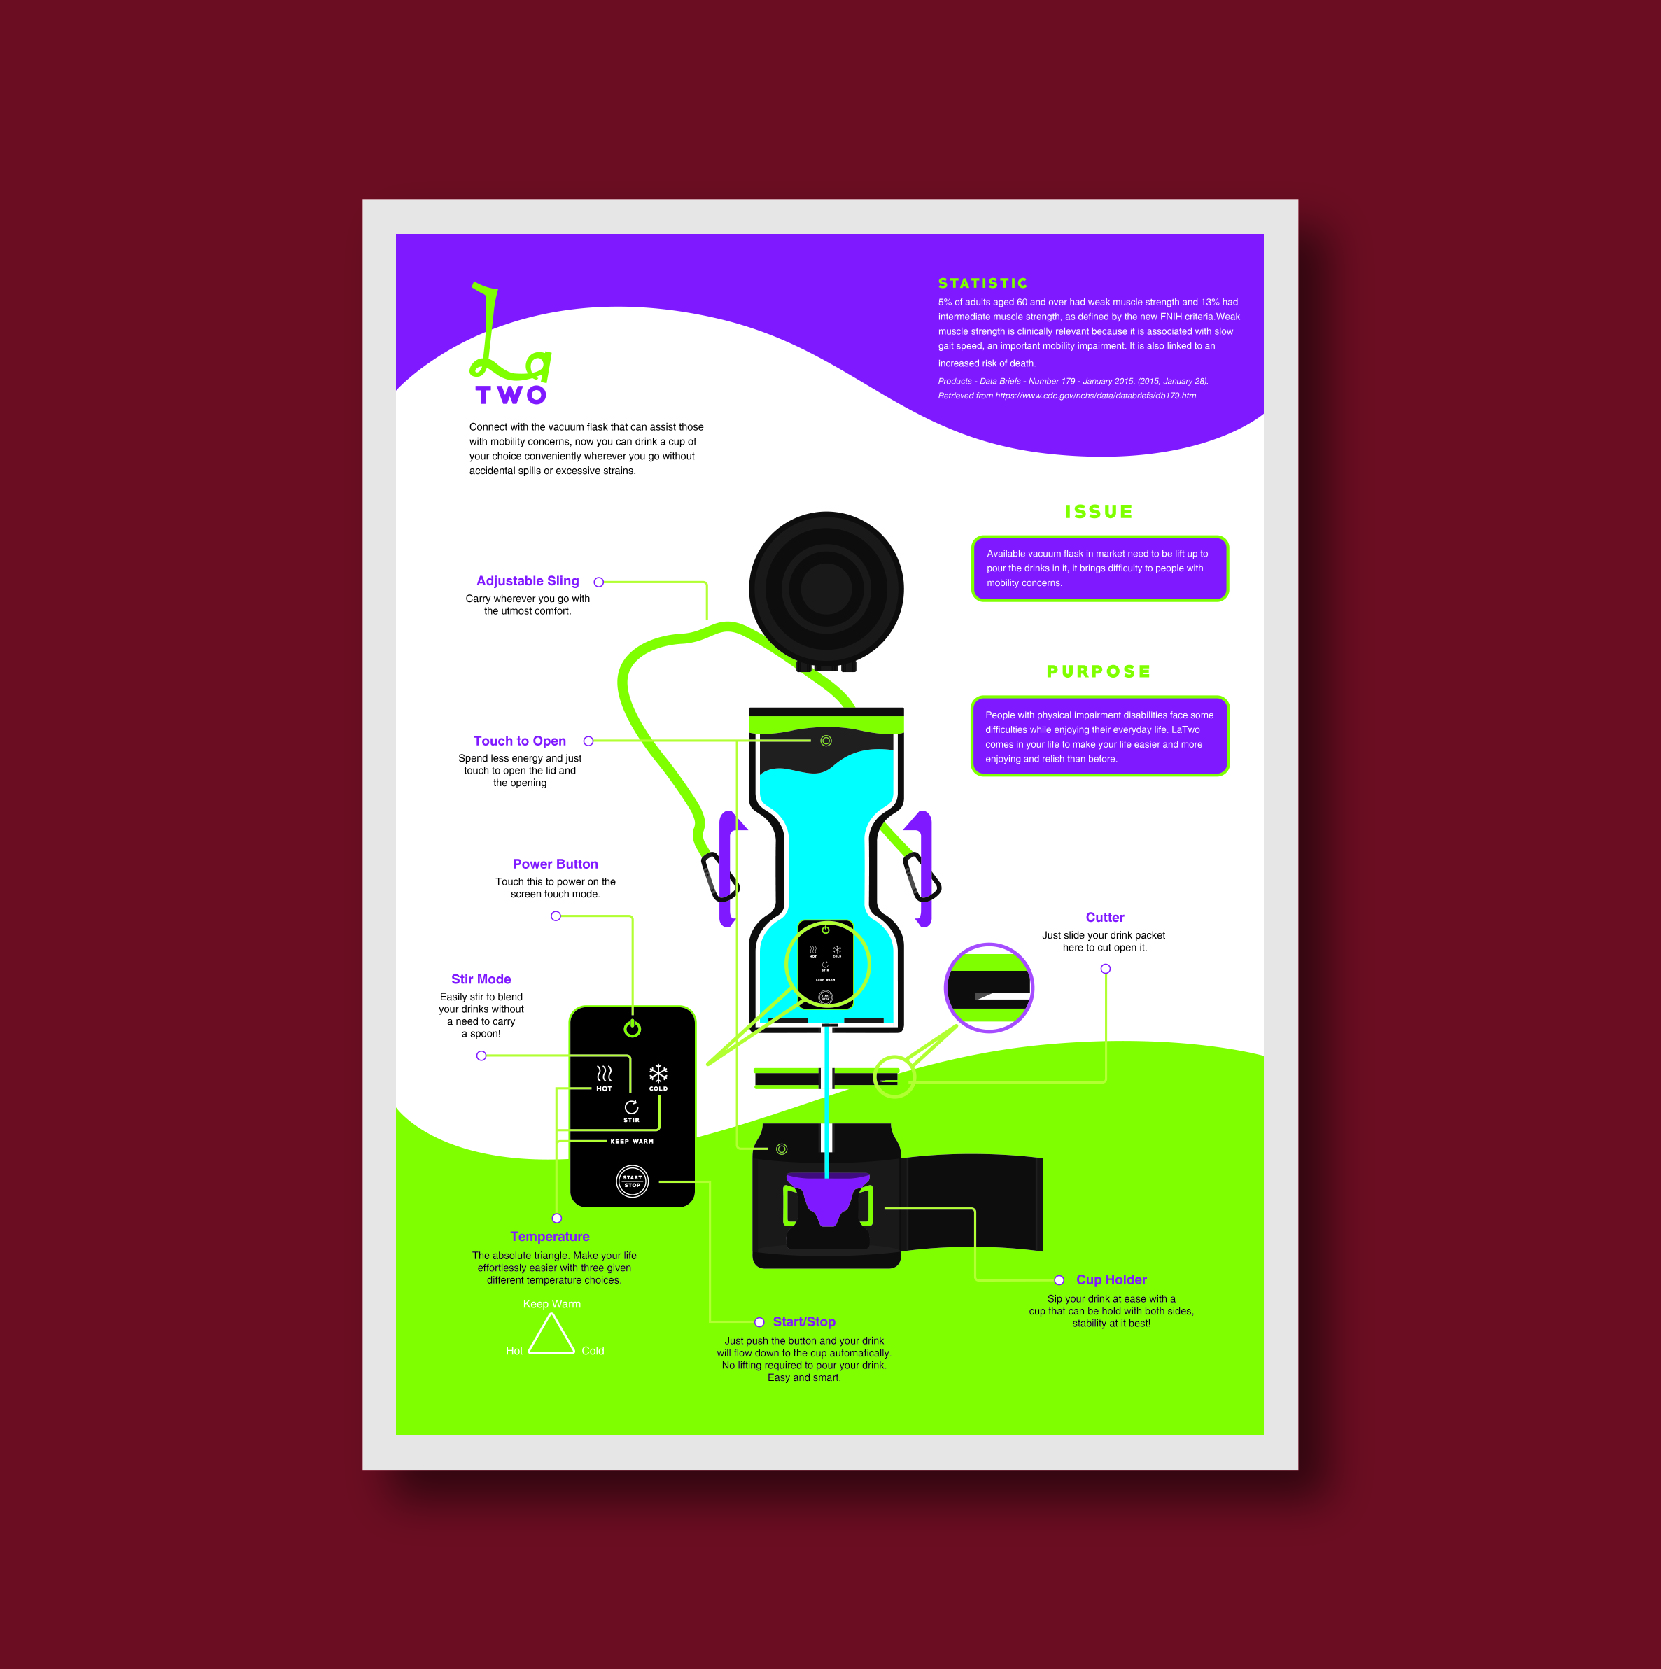 La
TWO
Connect with the vacuum flask that can assist those
with mobility concerns, now you can drink a cup of
your choice conveniently wherever you go without
accidental spills or excessive strains.
STATISTIC
5% of adults aged 60 and over had weak muscle strength and 13% had
intermediate muscle strength, as defined by the new FNIH criteria.Weak
muscle strength is clinically relevant because it is associated with slow
gait speed, an important mobility impairment. It is also linked to an
increased risk of death.
Products - Data Briefs - Number 179 - January 2015. (2015, January 28).
Retrieved from https://www.cdc.gov/nchs/data/databriefs/db179.htm
ISSUE
Available vacuum flask in market need to be lift up to
pour the drinks in it, it brings difficulty to people with
mobility concerns.
PURPOSE
People with physical impairment disabilities face some
difficulties while enjoying their everyday life. LaTwo
comes in your life to make your life easier and more
enjoying and relish than before.
Adjustable Sling
Carry wherever you go with
the utmost comfort.
Touch to Open
Spend less energy and just
touch to open the lid and
the opening
Power Button
Touch this to power on the
screen touch mode.
Stir Mode
Easily stir to blend
your drinks without
a need to carry
a spoon!
HOT
COLD
STIR
KEEP WARM
START
STOP
HOT
COLD
STIR
KEEP WARM
START
STOP
Cutter
Just slide your drink packet
here to cut open it.
Temperature
The absolute triangle. Make your life
effortlessly easier with three given
different temperature choices.
Keep Warm
Hot
Cold
Start/Stop
Just push the button and your drink
will flow down to the cup automatically.
No lifting required to pour your drink.
Easy and smart.
Cup Holder
Sip your drink at ease with a
cup that can be hold with both sides,
stability at it best!